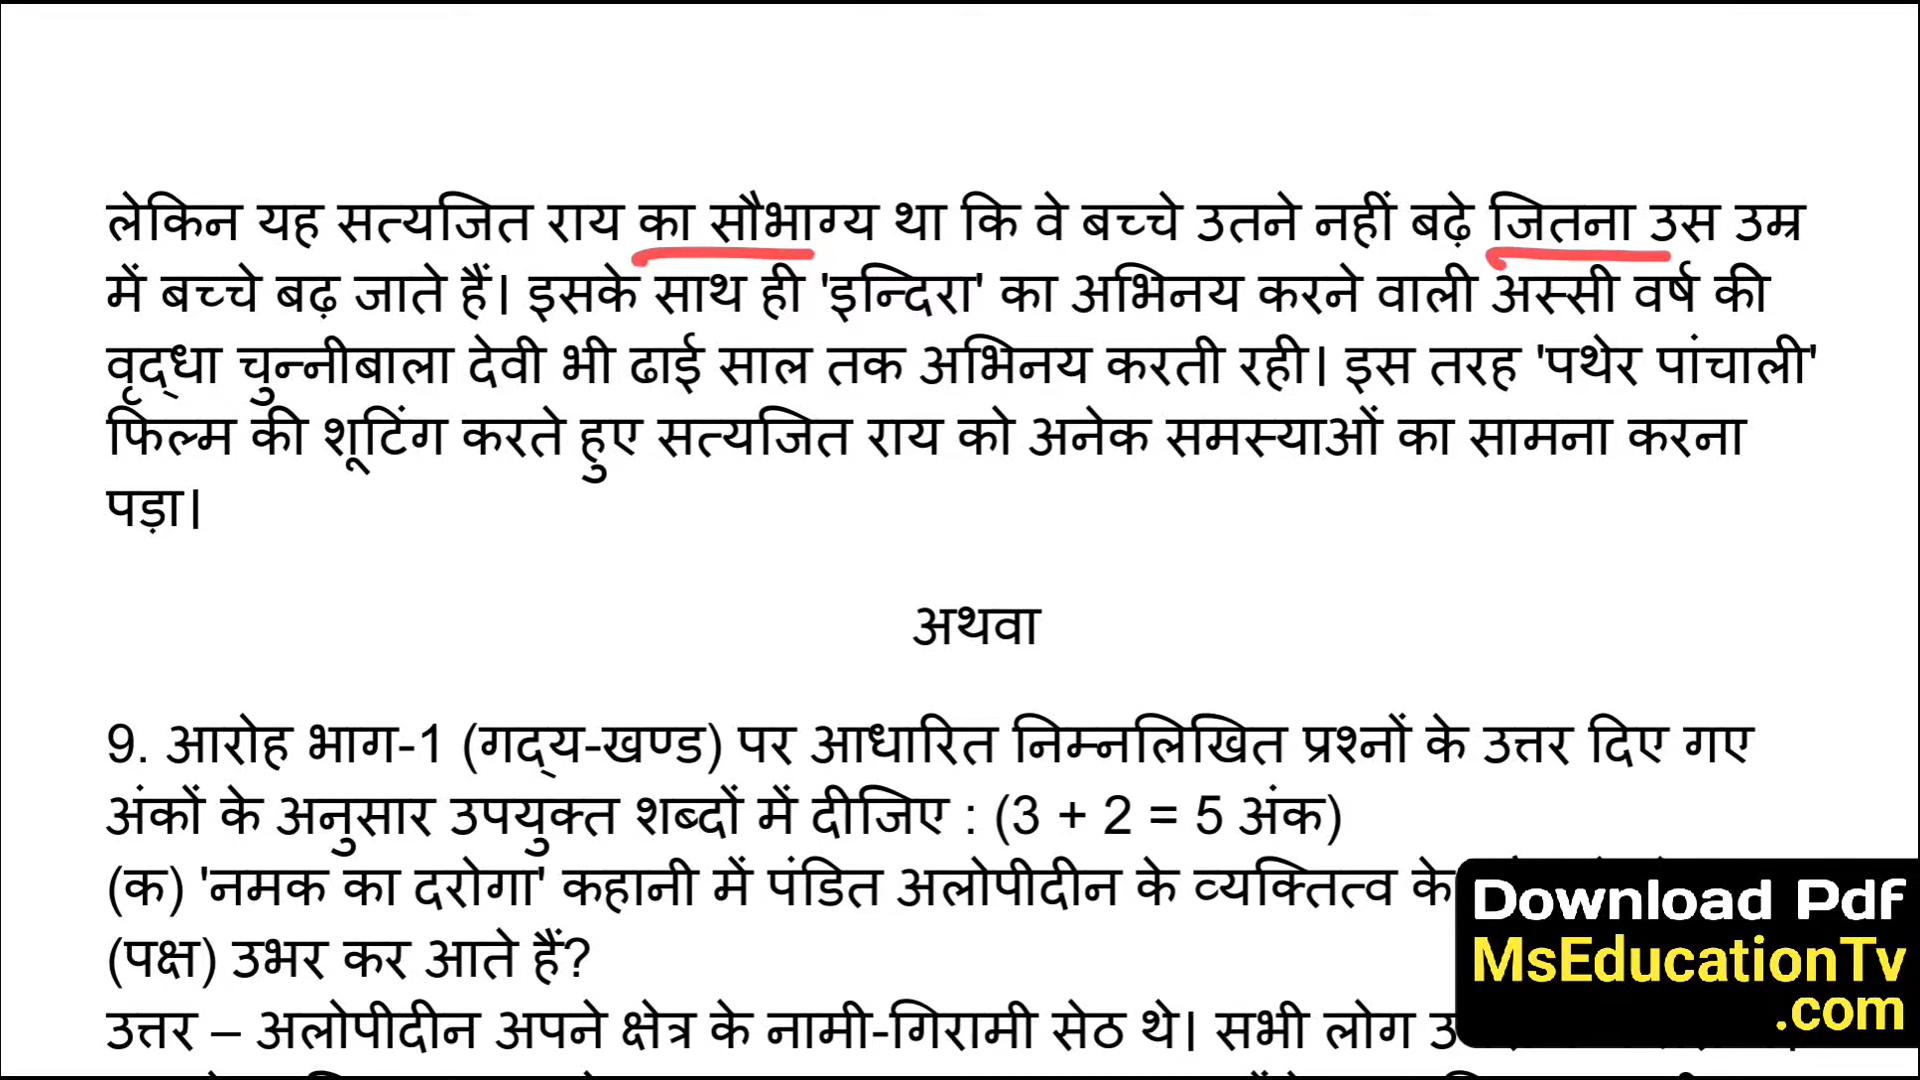 लेकिन यह सत्यजित राय का सौभाग्य था कि वे बच्चे उतने नहीं बढ़े जितना उस उम्र
में बच्चे बढ़ जाते हैं। इसके साथ ही 'इन्दिरा' का अभिनय करने वाली अस्सी वर्ष की
वृद्धा चुन्नीबाला देवी भी ढाई साल तक अभिनय करती रही। इस तरह 'पथेर पांचाली'
फिल्म की शूटिंग करते हुए सत्यजित राय को अनेक समस्याओं का सामना करना
पड़ा।
अथवा
9. आरोह भाग-1 (गद्य-खण्ड) पर आधारित निम्नलिखित प्रश्नों के उत्तर दिए गए
अंकों के अनुसार उपयुक्त शब्दों में दीजिए : (3 + 2 = 5 अंक)
(क) 'नमक का दरोगा' कहानी में पंडित अलोपीदीन के व्यक्तित्व के
(पक्ष) उभर कर आते हैं?
उत्तर – अलोपीदीन अपने क्षेत्र के नामी-गिरामी सेठ थे। सभी लोग
Download Pdf
MsEducationTv
.com